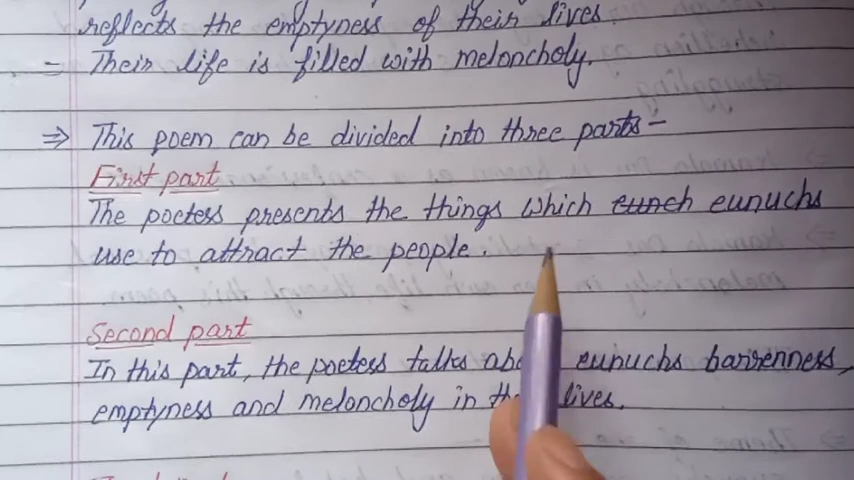 reflects the emptyness of their lives
= Their life is filled with meloncholy.
⇒ This poem can be divided into three parts-
First part
The poetess presents the things which eunch eunuchs
use to attract the people.
Second part
In this part, the poetess talks eunuchs barrenness,
emptyness and meloncholy in lives.